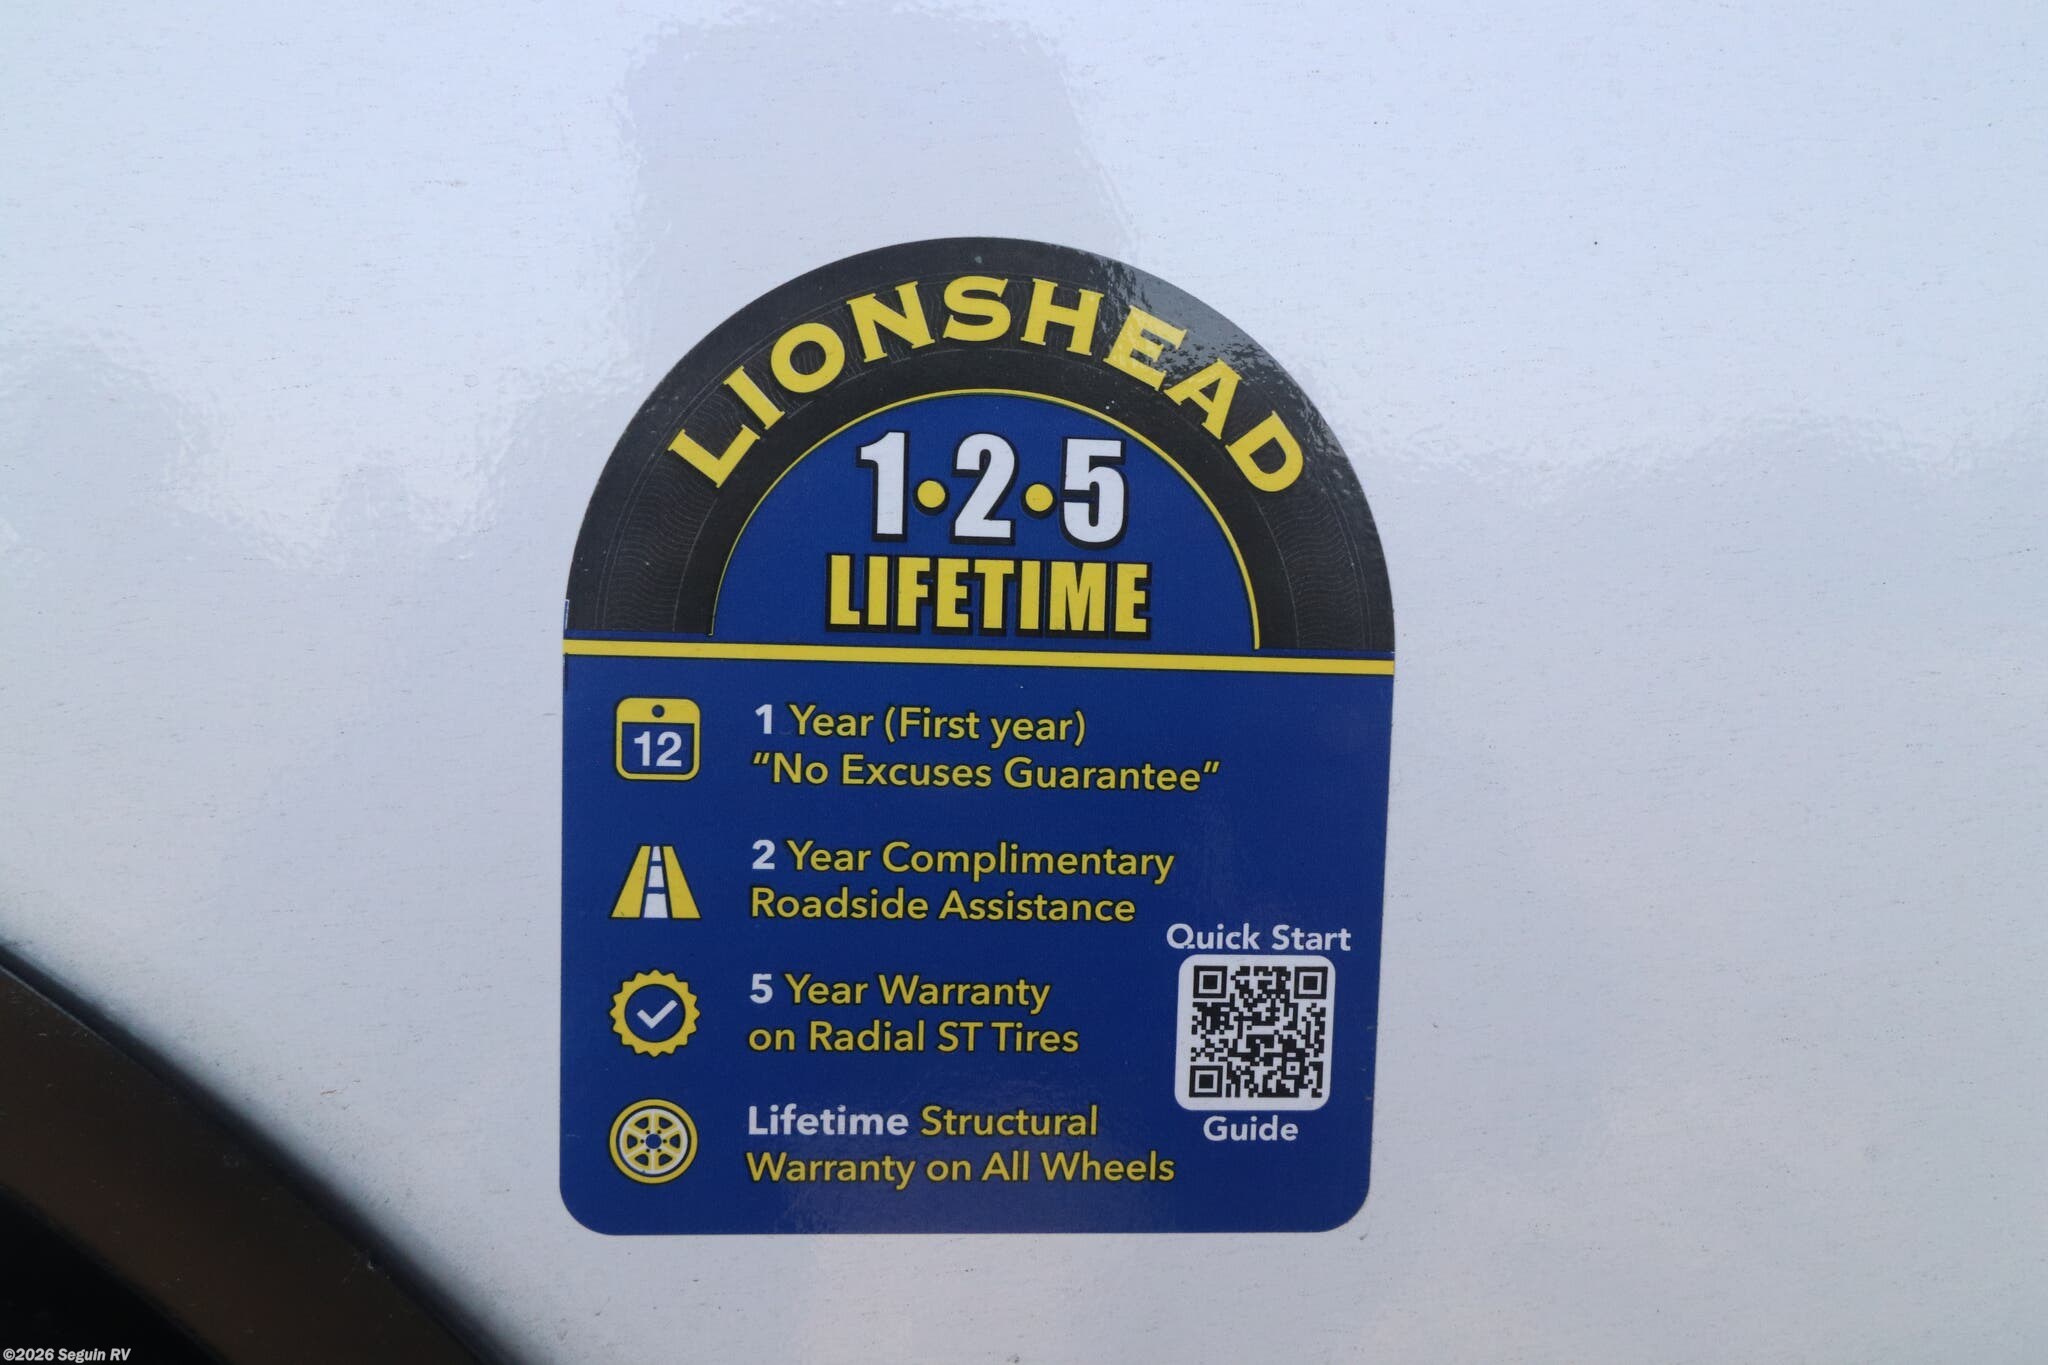 LIONSHEAD
1•2•5
LIFETIME
12
1 Year (First year)
"No Excuses Guarantee"
2 Year Complimentary
Roadside Assistance
5 Year Warranty
on Radial ST Tires
Lifetime Structural
Warranty on All Wheels
Quick Start
Guide
©2026 Seguin RV